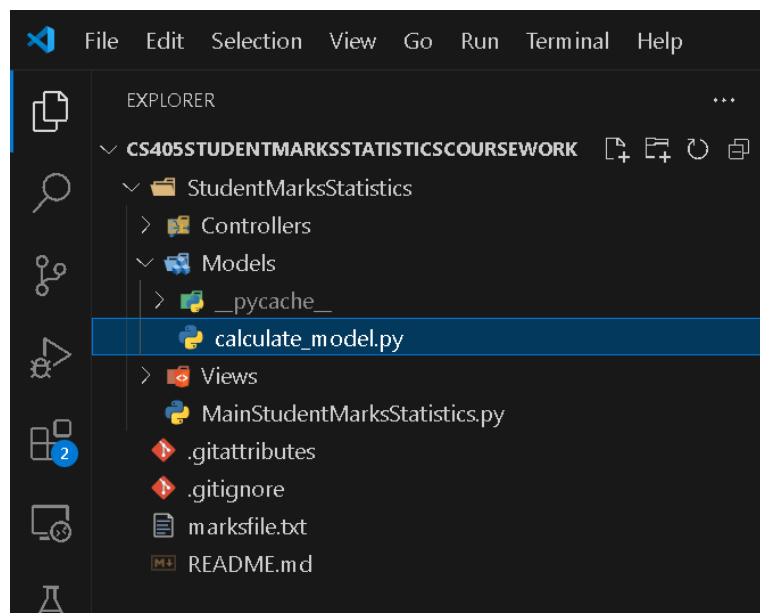 File Edit Selection View Go Run Terminal Help
EXPLORER ...
CS405STUDENTMARKSSTATISTICSCOURSEWORK
StudentMarksStatistics
Controllers
Models
__pycache__
calculate_model.py
Views
MainStudentMarksStatistics.py
2
.gitattributes
.gitignore
marksfile.txt
M↓ README.md